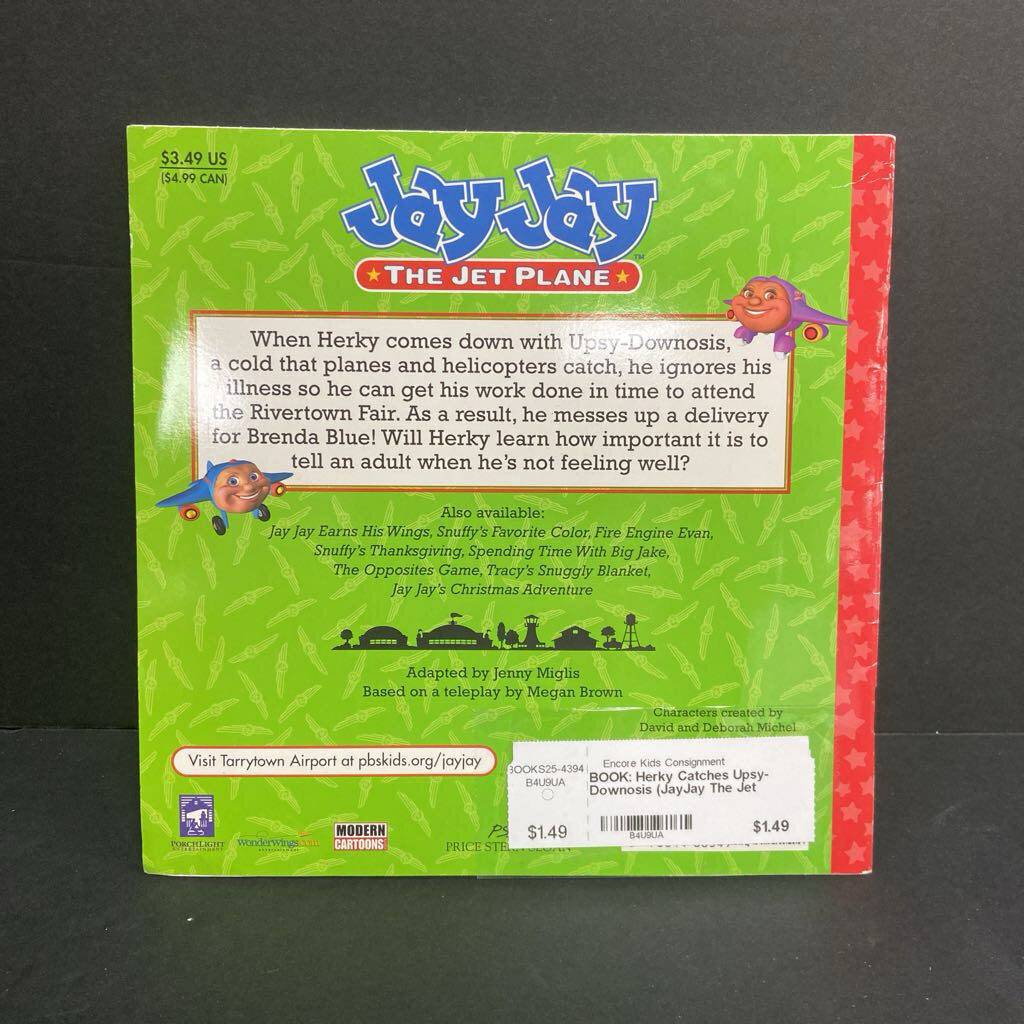 $3.49 US
($4.99 CAN)
Jay Jay
THE JET PLANE
TM
When Herky comes down with Upsy-Downosis,
a cold that planes and helicopters catch, he ignores his
illness so he can get his work done in time to attend
the Rivertown Fair. As a result, he messes up a delivery
for Brenda Blue! Will Herky learn how important it is to
tell an adult when he's not feeling well?
Also available:
Jay Jay Earns His Wings, Snuffy's Favorite Color, Fire Engine Evan,
Snuffy's Thanksgiving, Spending Time With Big Jake,
The Opposites Game, Tracy's Snuggly Blanket,
Jay Jay's Christmas Adventure
Adapted by Jenny Miglis
Based on a teleplay by Megan Brown
Characters created by
David and Deborah Michel
Visit Tarrytown Airport at pbskids.org/jayjay
PORCHLIGHT
ENTERTAINMENT
WonderWings.com
ENTERTAINMENT
MODERN
CARTOONS
PRICE STERN SLOAN
BOOKS25-4394
B4U9UA
$1.49
Encore Kids Consignment
BOOK: Herky Catches Upsy-
Downosis (JayJay The Jet
B4U9UA
$1.49